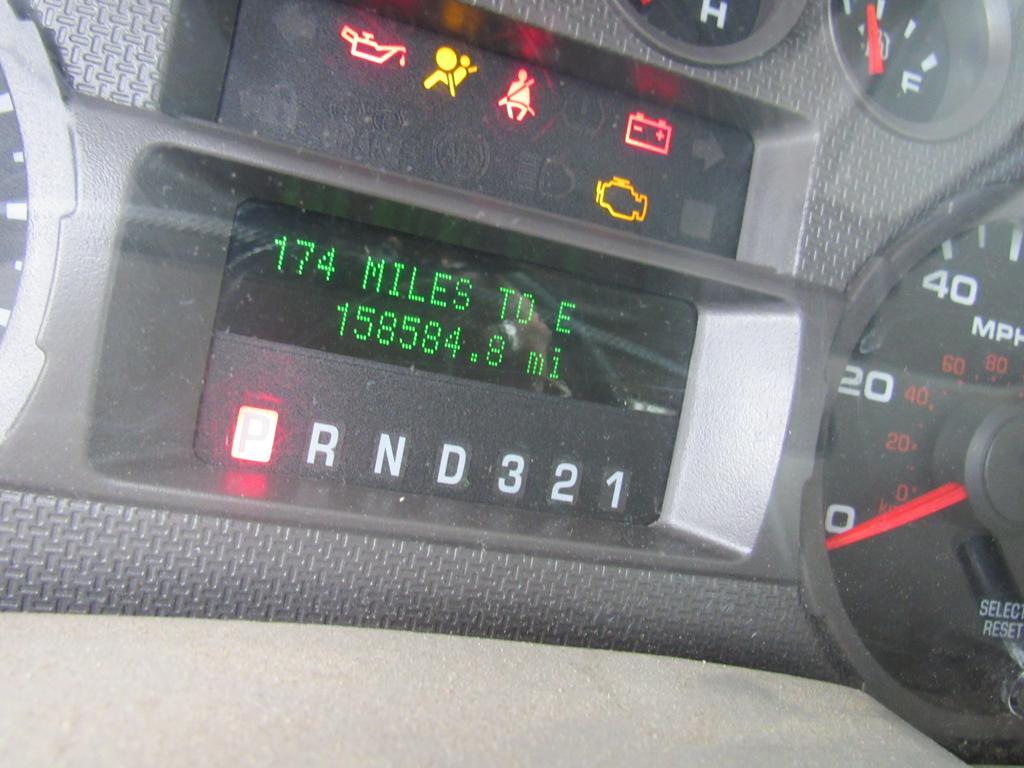 H
F
174 MILES TO E
158584.8 mi
P R N D 3 2 1
40
MPH
60 80
20
40
20
0
0
SELECT
RESET